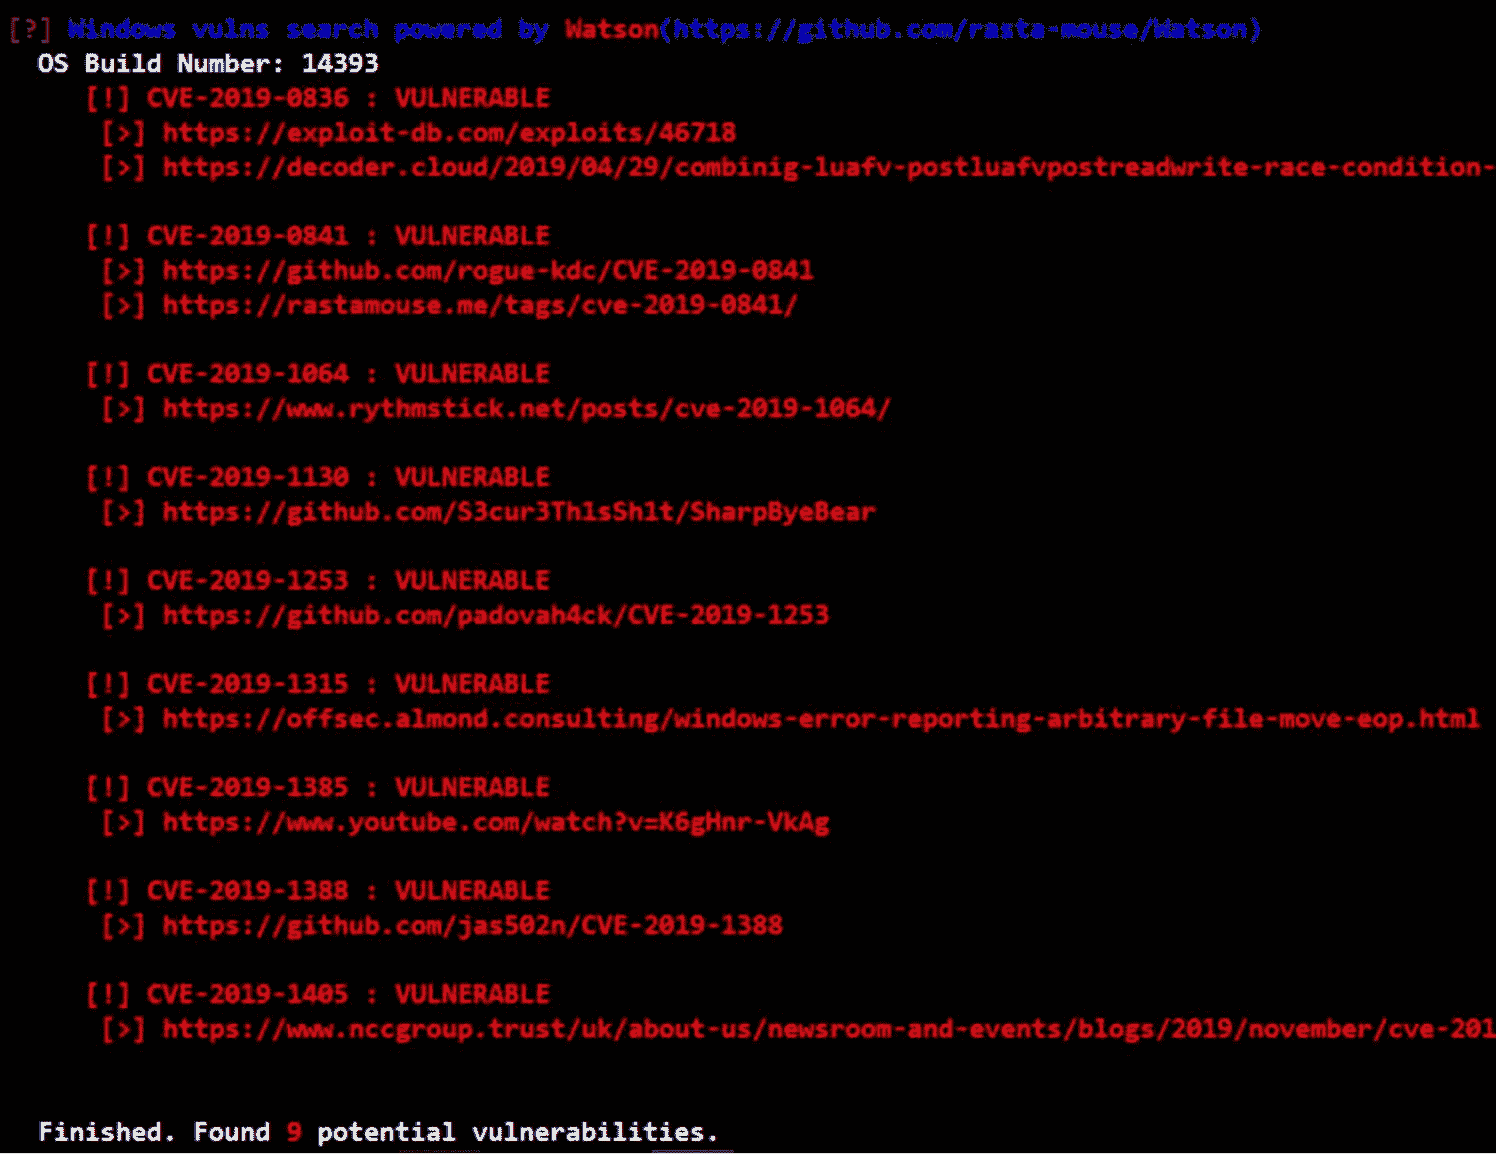 [?] Windows vulns search powered by Watson(https://github.com/rasta-mouse/Watson)
OS Build Number: 14393
[!] CVE-2019-0836 : VULNERABLE
[>] https://exploit-db.com/exploits/46718
[>] https://decoder.cloud/2019/04/29/combinig-luafv-postluafvpostreadwrite-race-condition-
[!] CVE-2019-0841 : VULNERABLE
[>] https://github.com/rogue-kdc/CVE-2019-0841
[>] https://rastamouse.me/tags/cve-2019-0841/
[!] CVE-2019-1064 : VULNERABLE
[>] https://www.rythmstick.net/posts/cve-2019-1064/
[!] CVE-2019-1130 : VULNERABLE
[>] https://github.com/S3cur3Th1sSh1t/SharpByeBear
[!] CVE-2019-1253 : VULNERABLE
[>] https://github.com/padovah4ck/CVE-2019-1253
[!] CVE-2019-1315 : VULNERABLE
[>] https://offsec.almond.consulting/windows-error-reporting-arbitrary-file-move-eop.html
[!] CVE-2019-1385 : VULNERABLE
[>] https://www.youtube.com/watch?v=K6gHnr-VkAg
[!] CVE-2019-1388 : VULNERABLE
[>] https://github.com/jas502n/CVE-2019-1388
[!] CVE-2019-1405 : VULNERABLE
[>] https://www.nccgroup.trust/uk/about-us/newsroom-and-events/blogs/2019/november/cve-201
Finished. Found 9 potential vulnerabilities.